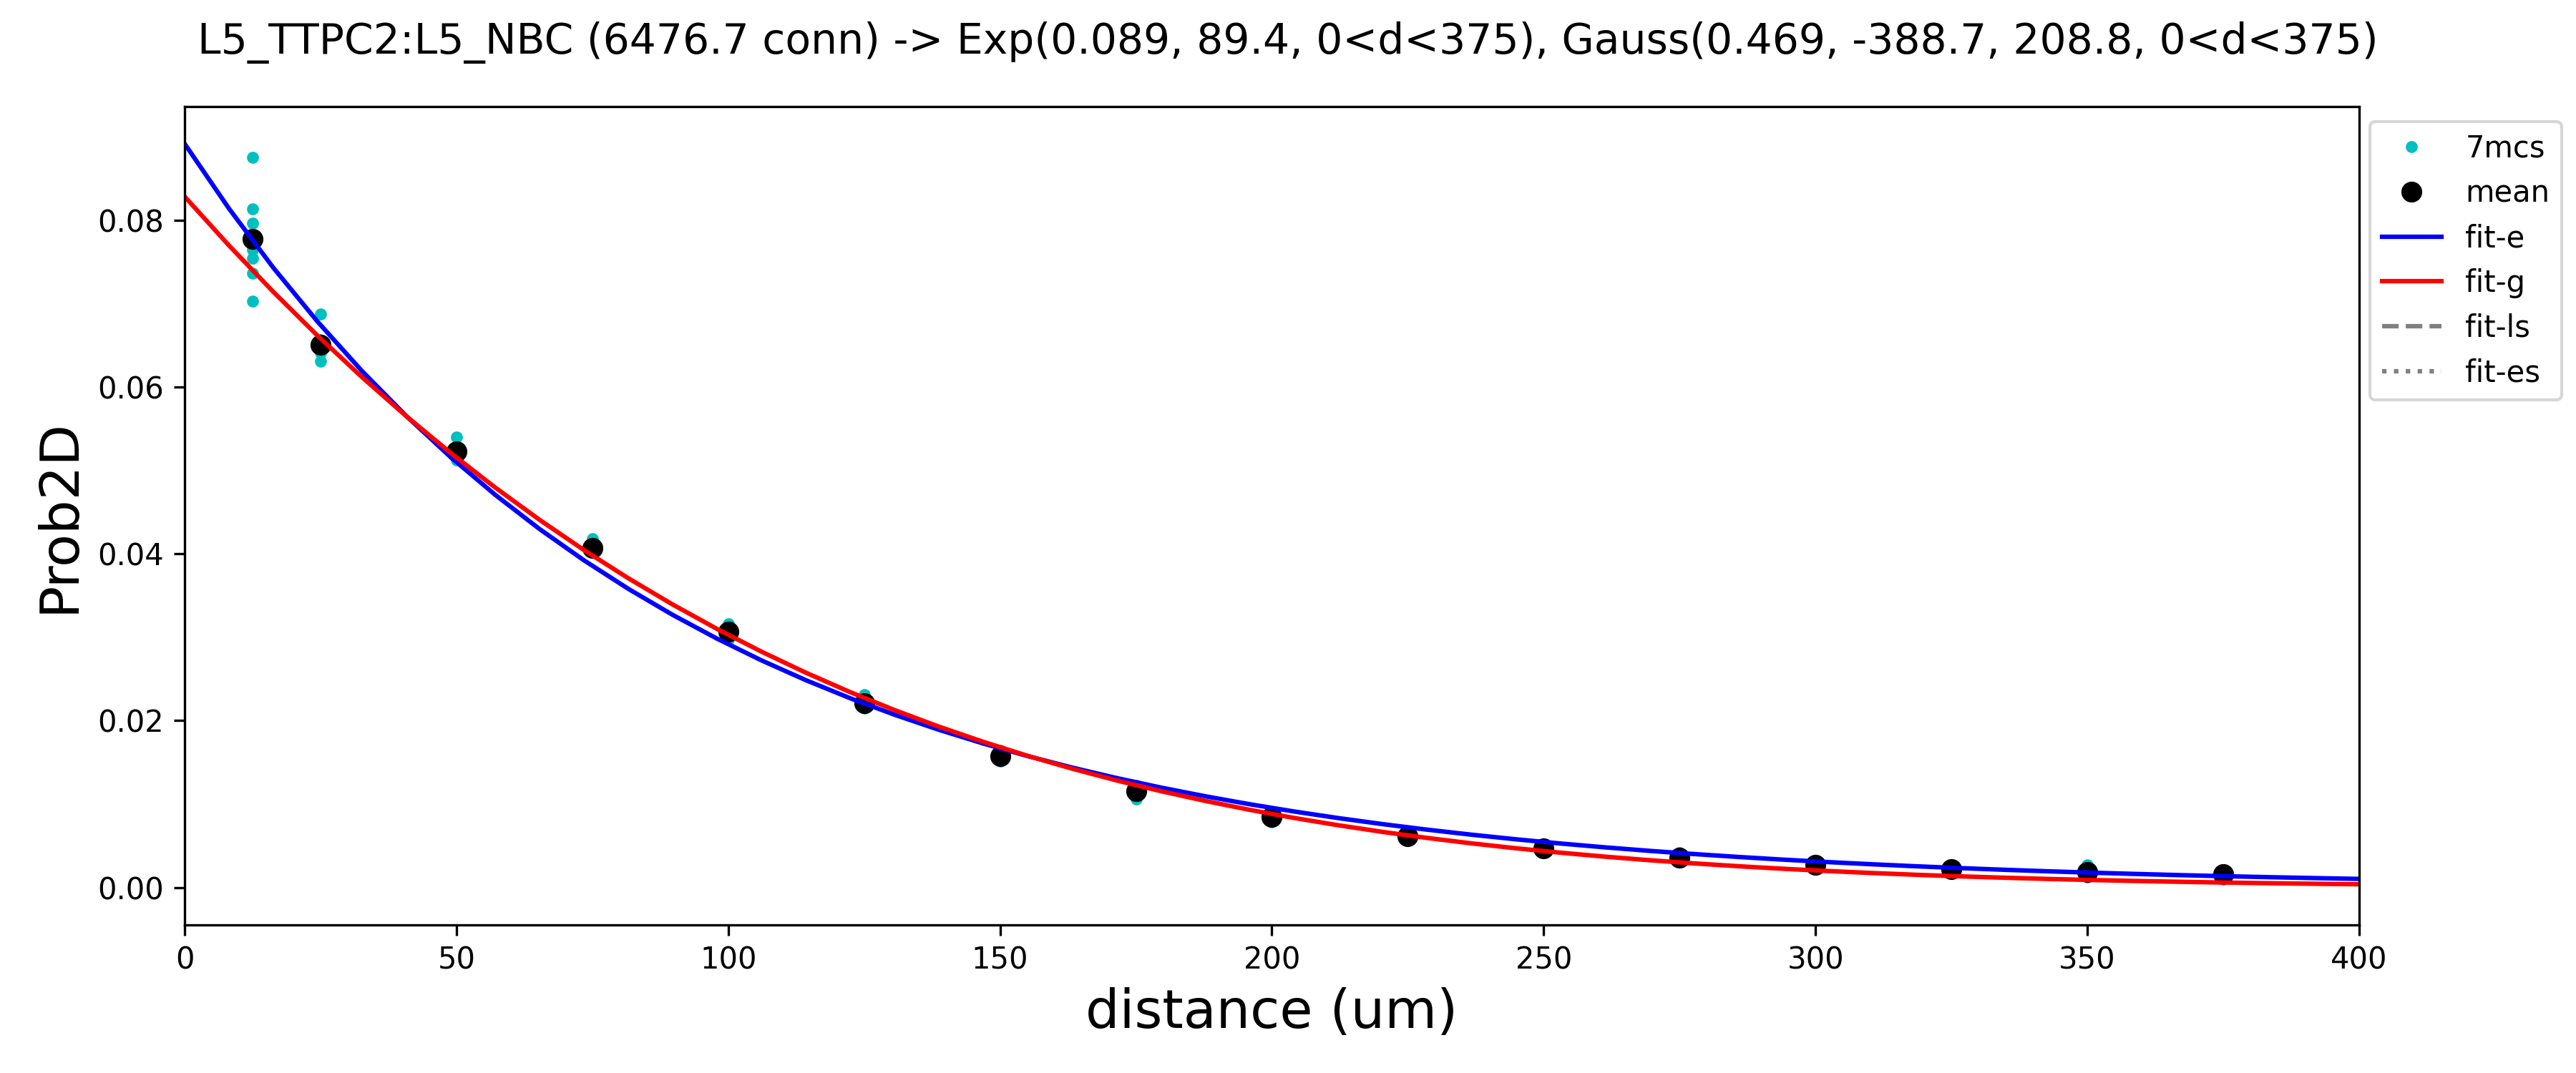 L5_TTPC2:L5_NBC (6476.7 conn) -> Exp(0.089, 89.4, 0<d<375), Gauss(0.469, -388.7, 208.8, 0<d<375)
7mcs
mean
fit-e
fit-g
fit-ls
fit-es
Prob2D
0.08
0.06
0.04
0.02
0.00
0 50 100 150 200 250 300 350 400
distance (um)